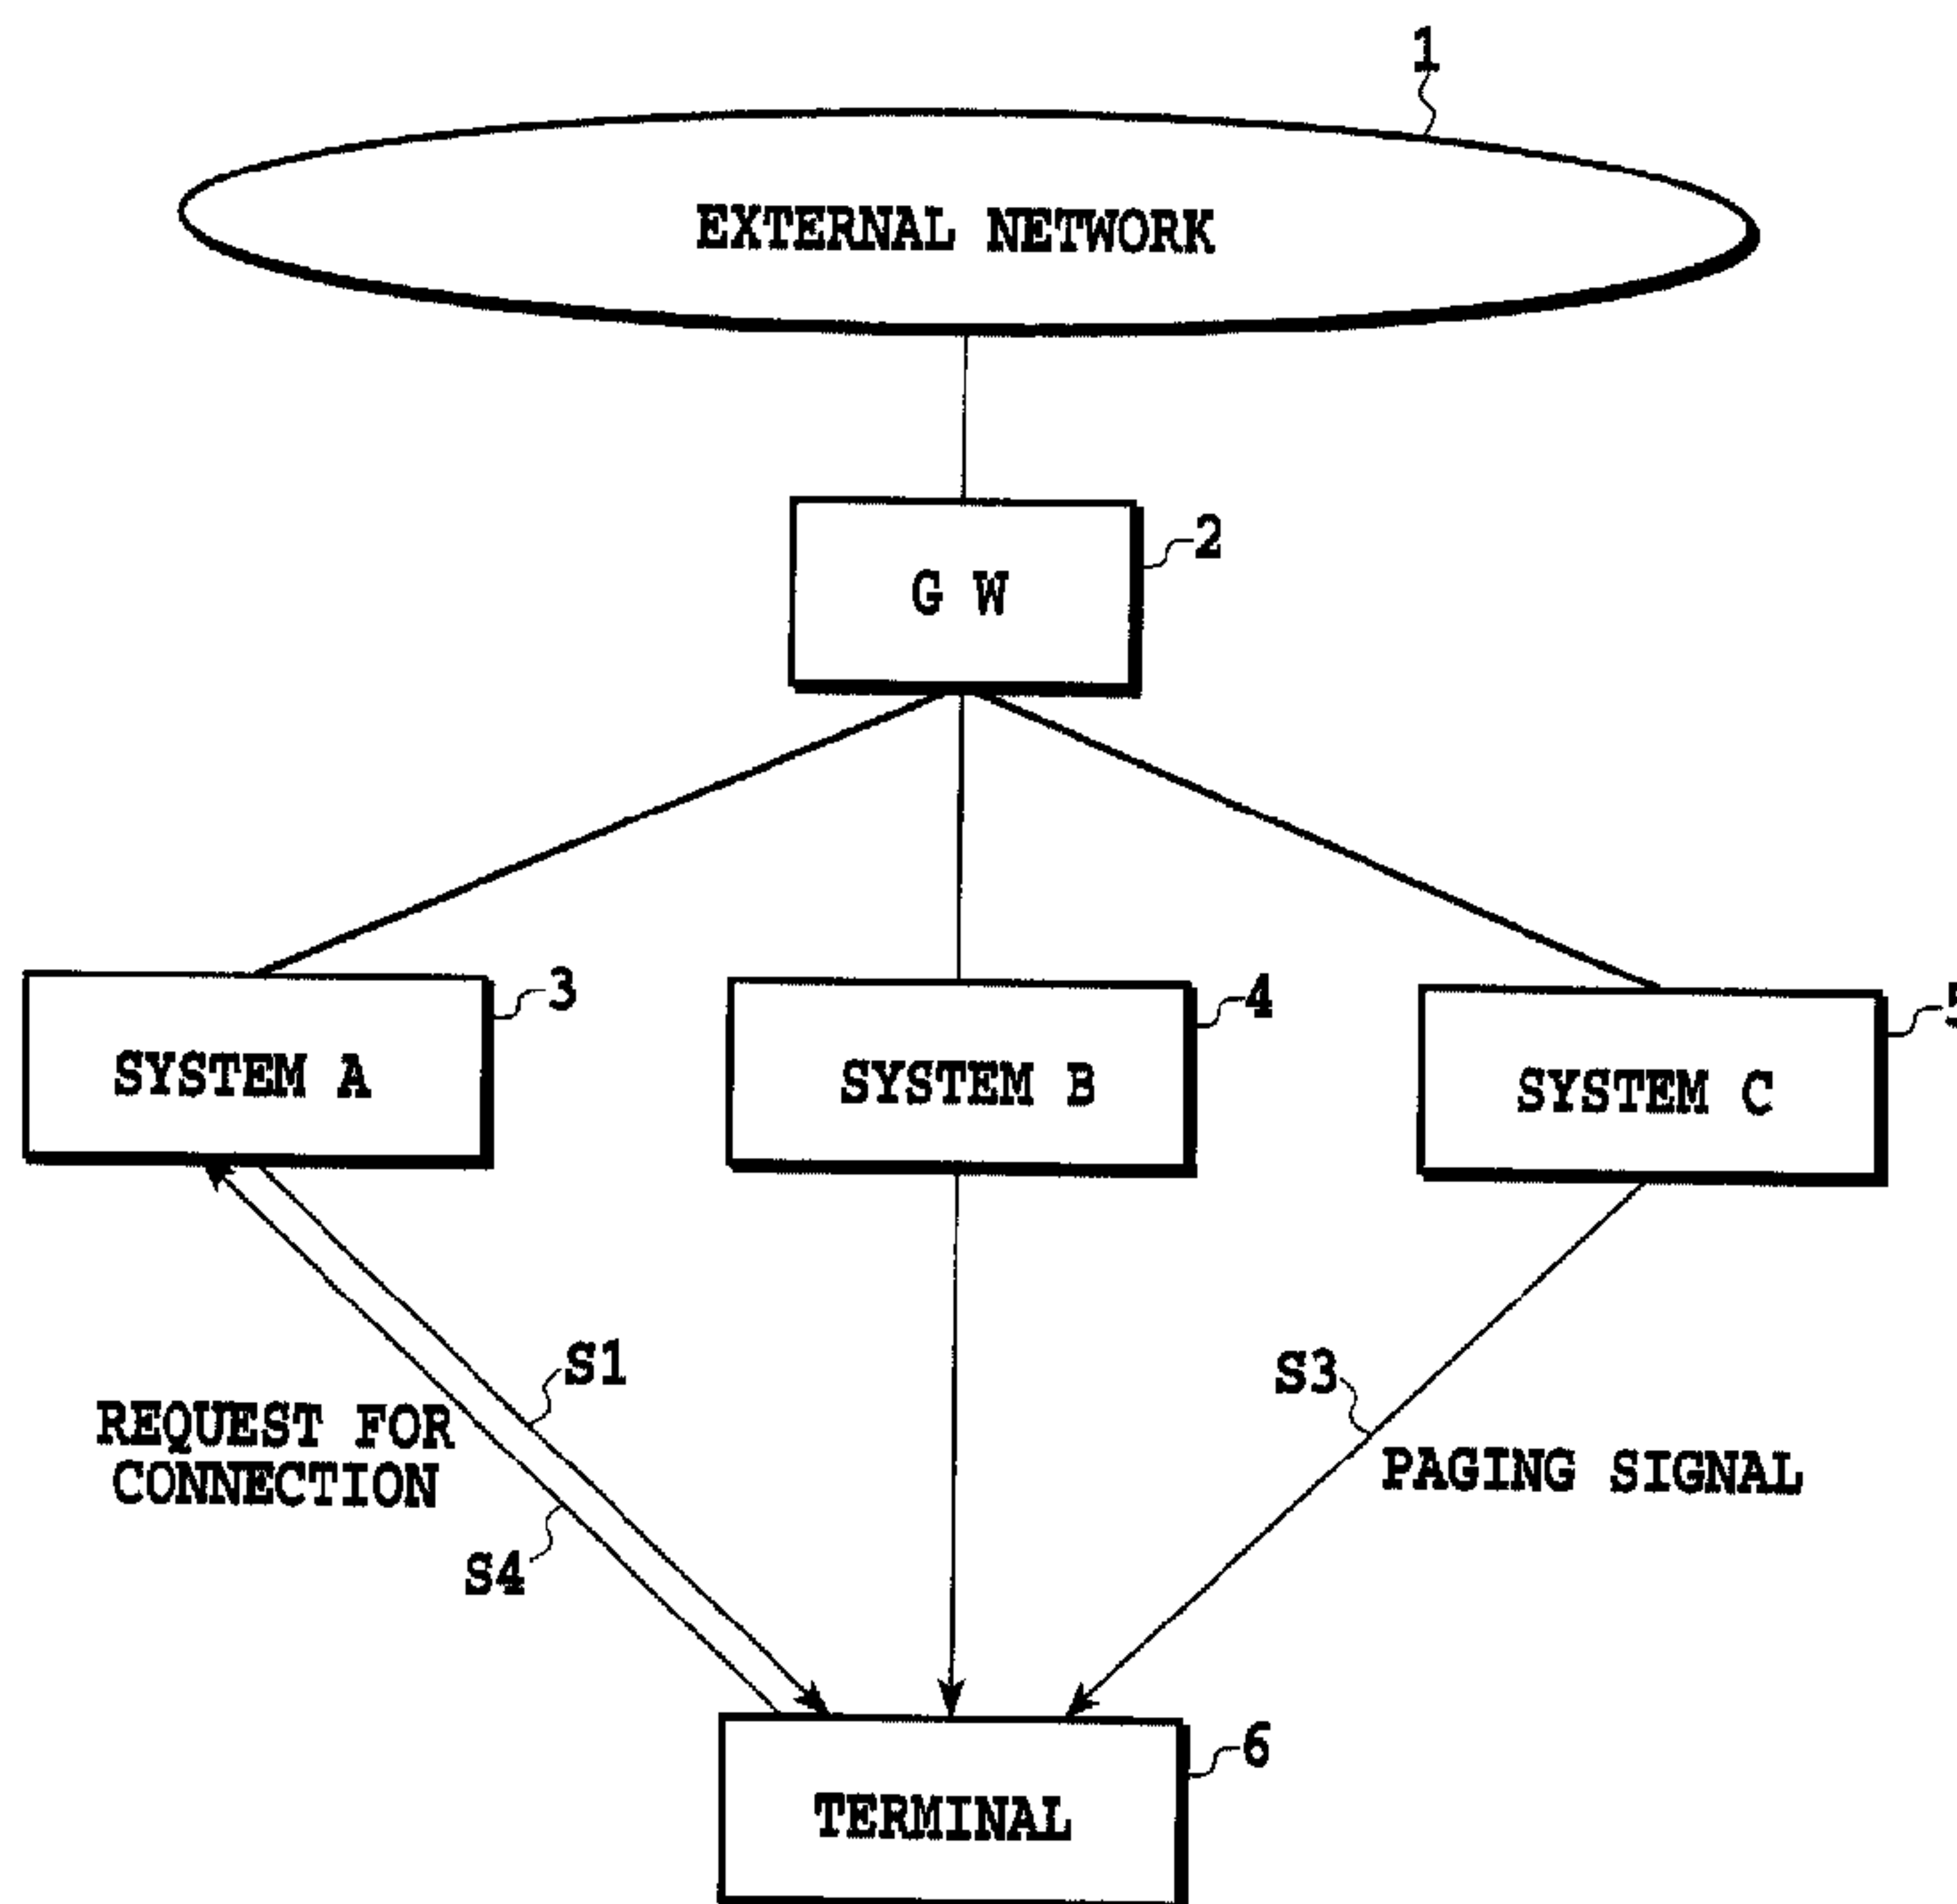 1
EXTERNAL NETWORK
2
G W
3
4
5
SYSTEM A
SYSTEM B
SYSTEM C
S1
S3
REQUEST FOR
CONNECTION
PAGING SIGNAL
S4
6
TERMINAL